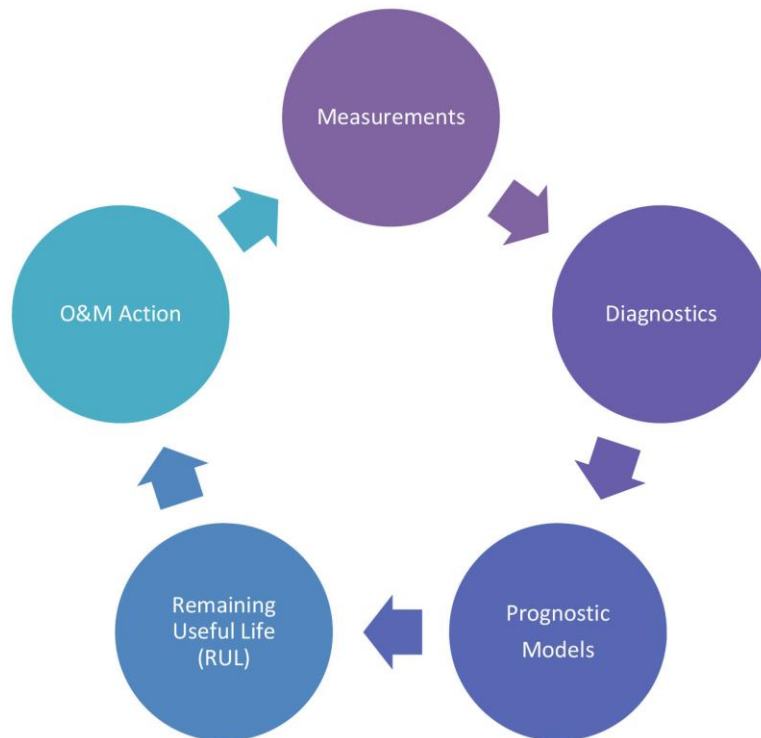 Measurements
Diagnostics
Prognostic
Models
Remaining
Useful Life
(RUL)
O&M Action